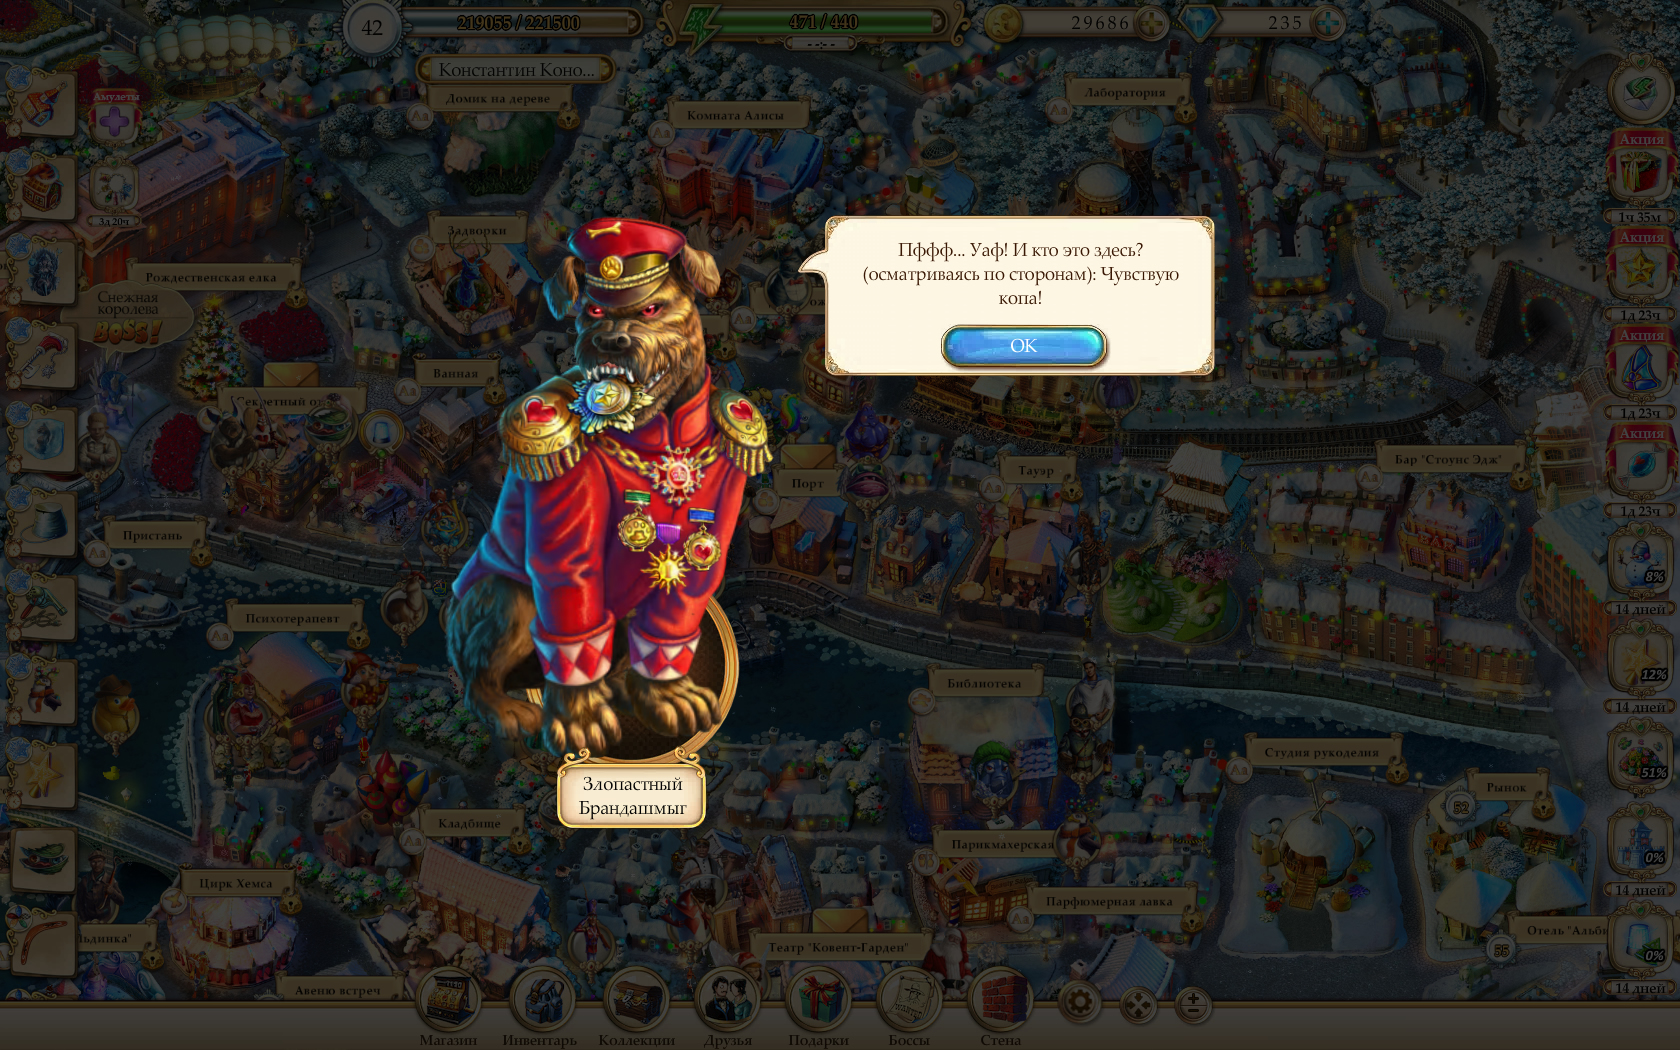 42
219055 / 221500
471 / 440
--:--
29686
235
Константин Коно...
Амулеты
3д 20ч
Домик на дереве
Комната Алисы
Лаборатория
Акция
1ч 35м
Акция
1д 23ч
Акция
1д 23ч
Акция
1д 23ч
Задворки
Рождественская елка
Снежная
королева
BOSS!
Пффф... Уаф! И кто это здесь?
(осматриваясь по сторонам): Чувствую
копа!
OK
Ванная
Порт
Тауэр
Бар "Стоунс Эдж"
Пристань
8%
14 дней
Психотерапевт
12%
14 дней
Библиотека
Студия рукоделия
51%
14 дней
Рынок
52
Злопастный
Брандашмыг
Кладбище
Парикмахерская
0%
14 дней
Цирк Хемса
Парфюмерная лавка
Театр "Ковент-Гарден"
55
0%
14 дней
Авеню встреч
Магазин
Инвентарь
Коллекции
Друзья
Подарки
Боссы
Стена